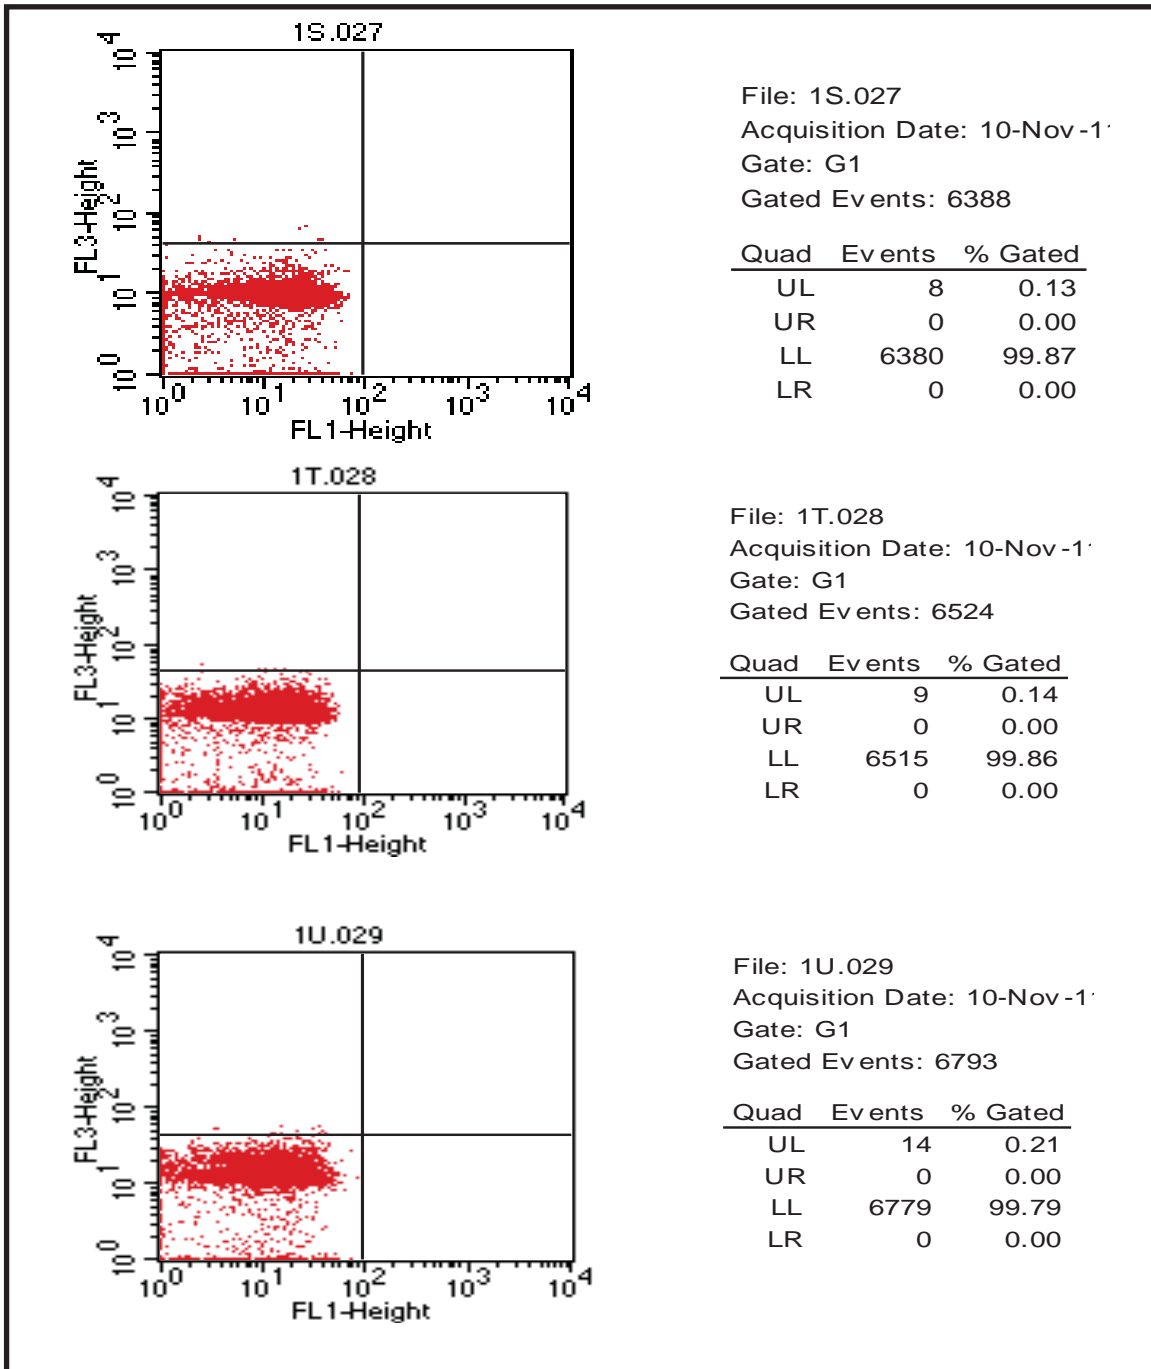 1S.027
10^4
10^3
10^2
10^1
10^0
FL3-Height
10^0 10^1 10^2 10^3 10^4
FL1-Height
File: 1S.027
Acquisition Date: 10-Nov-1
Gate: G1
Gated Events: 6388
Quad Events % Gated
UL 8 0.13
UR 0 0.00
LL 6380 99.87
LR 0 0.00
1T.028
10^4
10^3
10^2
10^1
10^0
FL3-Height
10^0 10^1 10^2 10^3 10^4
FL1-Height
File: 1T.028
Acquisition Date: 10-Nov-1
Gate: G1
Gated Events: 6524
Quad Events % Gated
UL 9 0.14
UR 0 0.00
LL 6515 99.86
LR 0 0.00
1U.029
10^4
10^3
10^2
10^1
10^0
FL3-Height
10^0 10^1 10^2 10^3 10^4
FL1-Height
File: 1U.029
Acquisition Date: 10-Nov-1
Gate: G1
Gated Events: 6793
Quad Events % Gated
UL 14 0.21
UR 0 0.00
LL 6779 99.79
LR 0 0.00